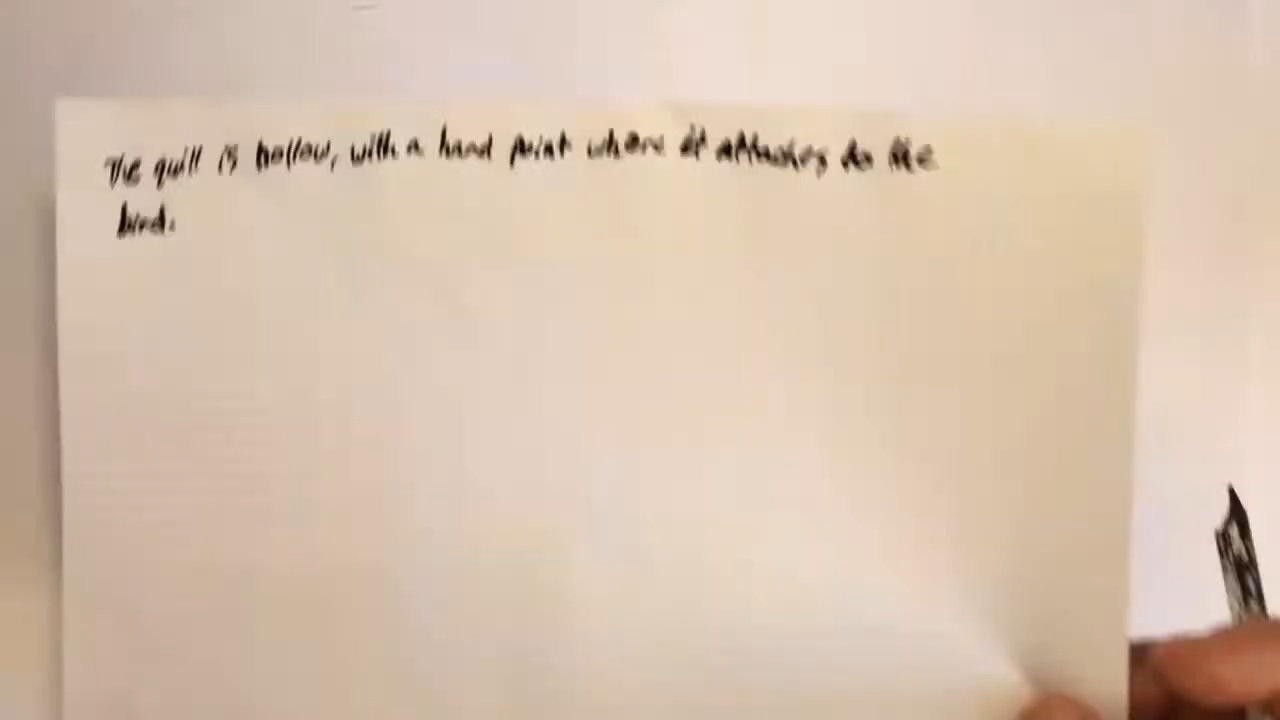 The quill is hollow, with a hard point where it attaches to the
bird.